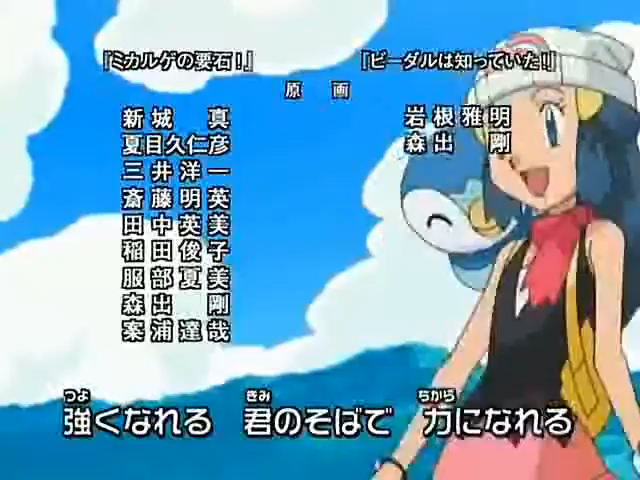 『ミカルゲの要石！』 『ビーダルは知っていた！』
原　画
新城　真
夏目久仁彦
三井洋一
斎藤明英
田中英美
稲田俊子
服部夏美
森出　剛
秦浦達哉
岩根雅明
森出　剛
つよ きみ ちから
強くなれる 君のそばで 力になれる